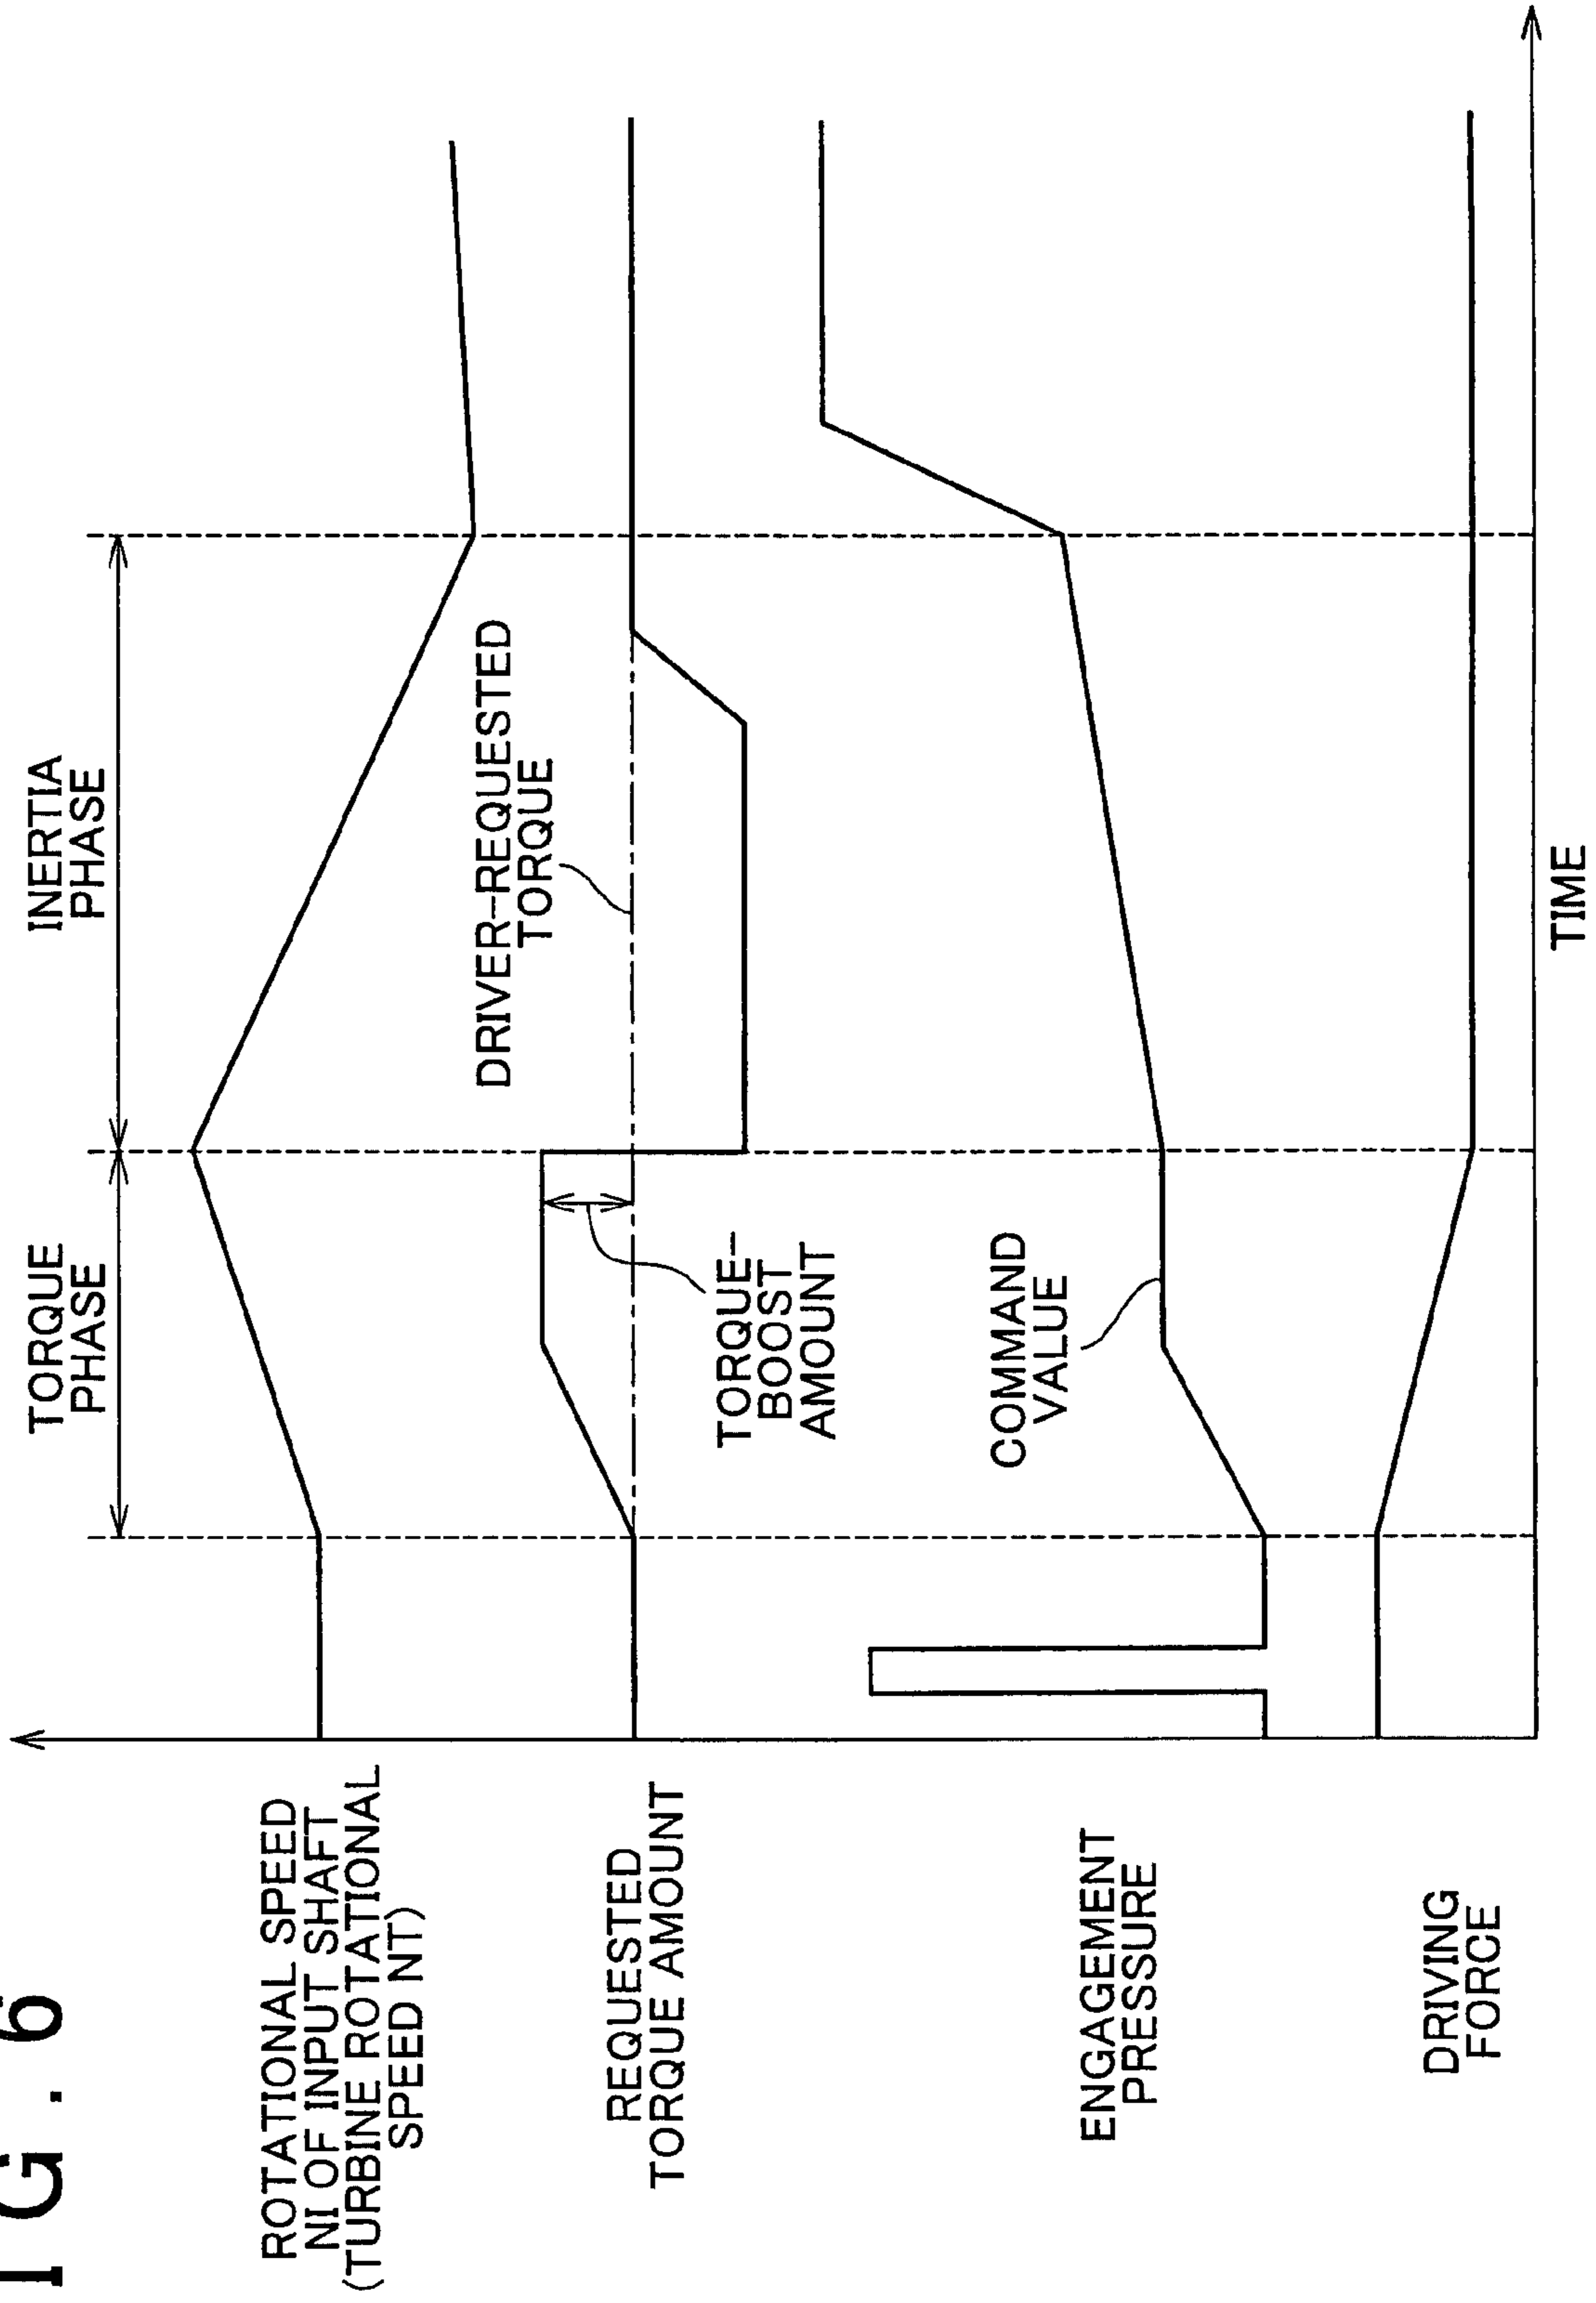 I G . 6
TORQUE
PHASE
INERTIA
PHASE
ROTATIONAL SPEED
NI OF INPUT SHAFT
(TURBINE ROTATIONAL
SPEED NT)
DRIVER-REQUESTED
TORQUE
REQUESTED
TORQUE AMOUNT
TORQUE-
BOOST
AMOUNT
COMMAND
VALUE
ENGAGEMENT
PRESSURE
DRIVING
FORCE
TIME